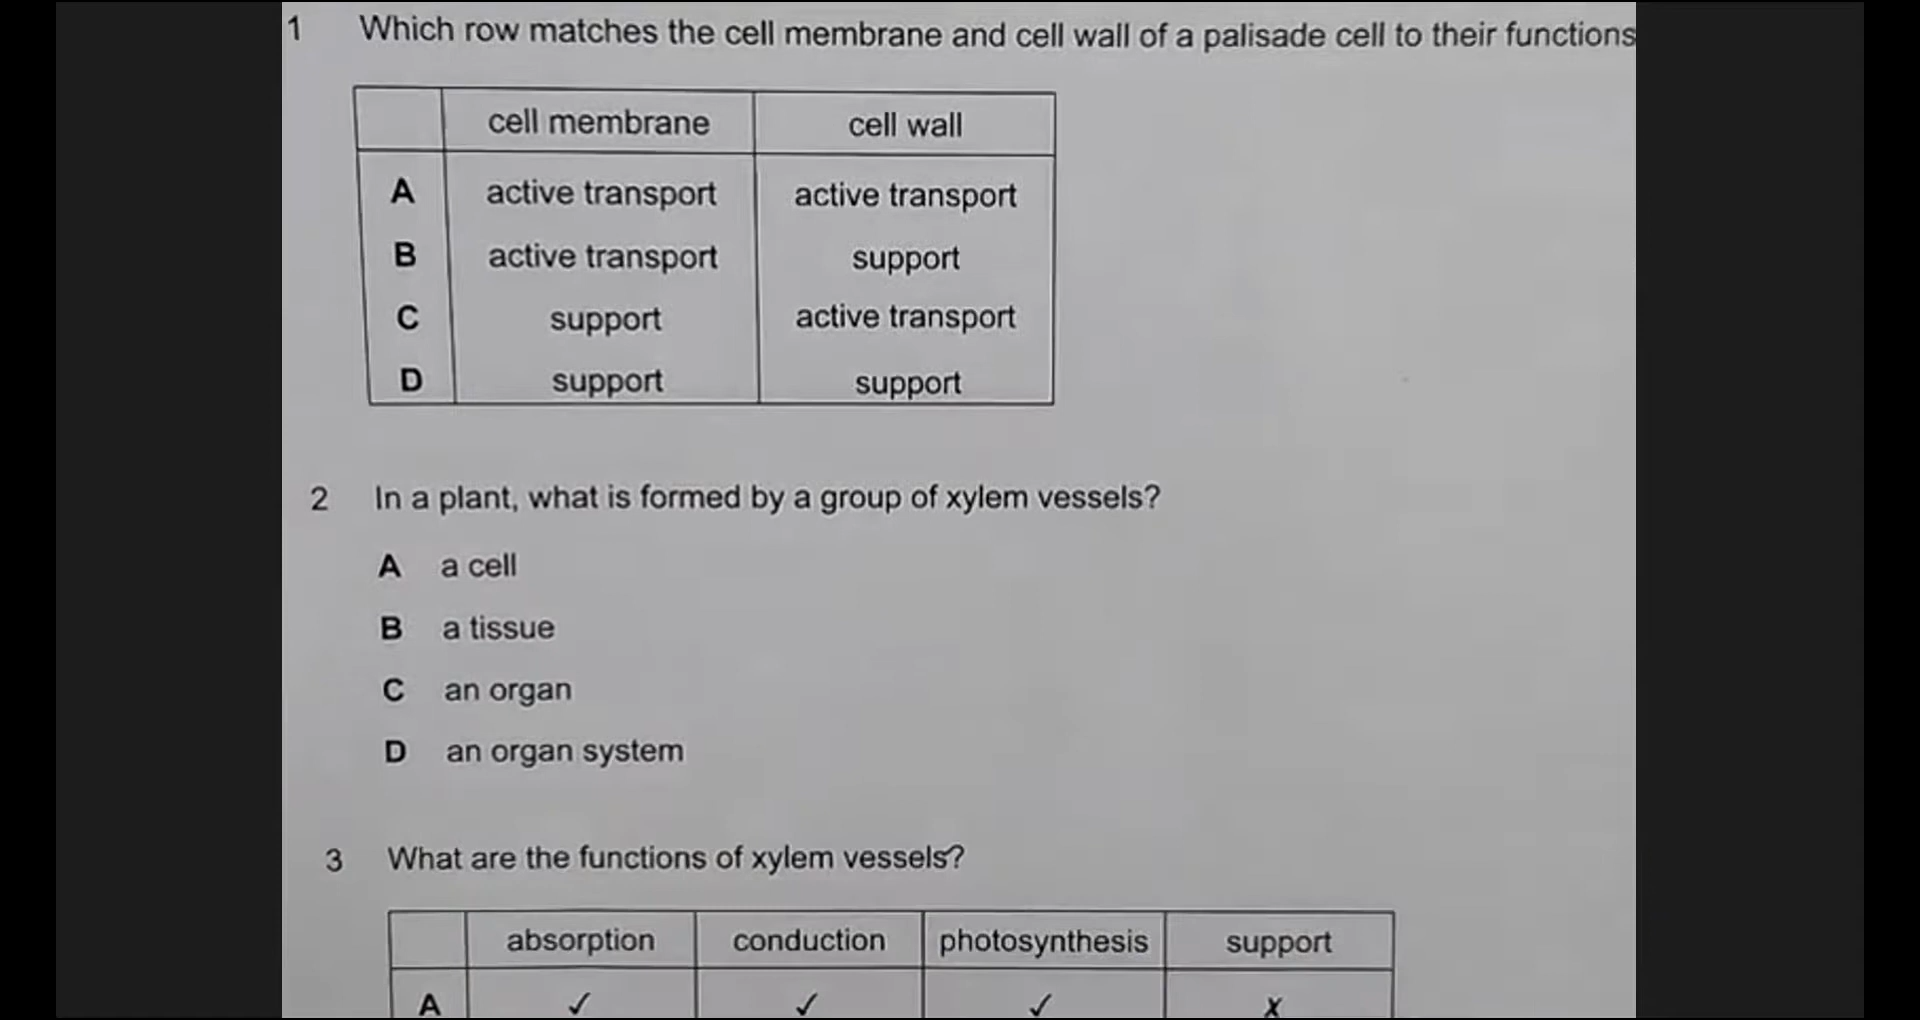 1 Which row matches the cell membrane and cell wall of a palisade cell to their functions
cell membrane cell wall
A active transport active transport
B active transport support
C support active transport
D support support
2 In a plant, what is formed by a group of xylem vessels?
A a cell
B a tissue
C an organ
D an organ system
3 What are the functions of xylem vessels?
absorption conduction photosynthesis support
A ✓ ✓ ✓ x